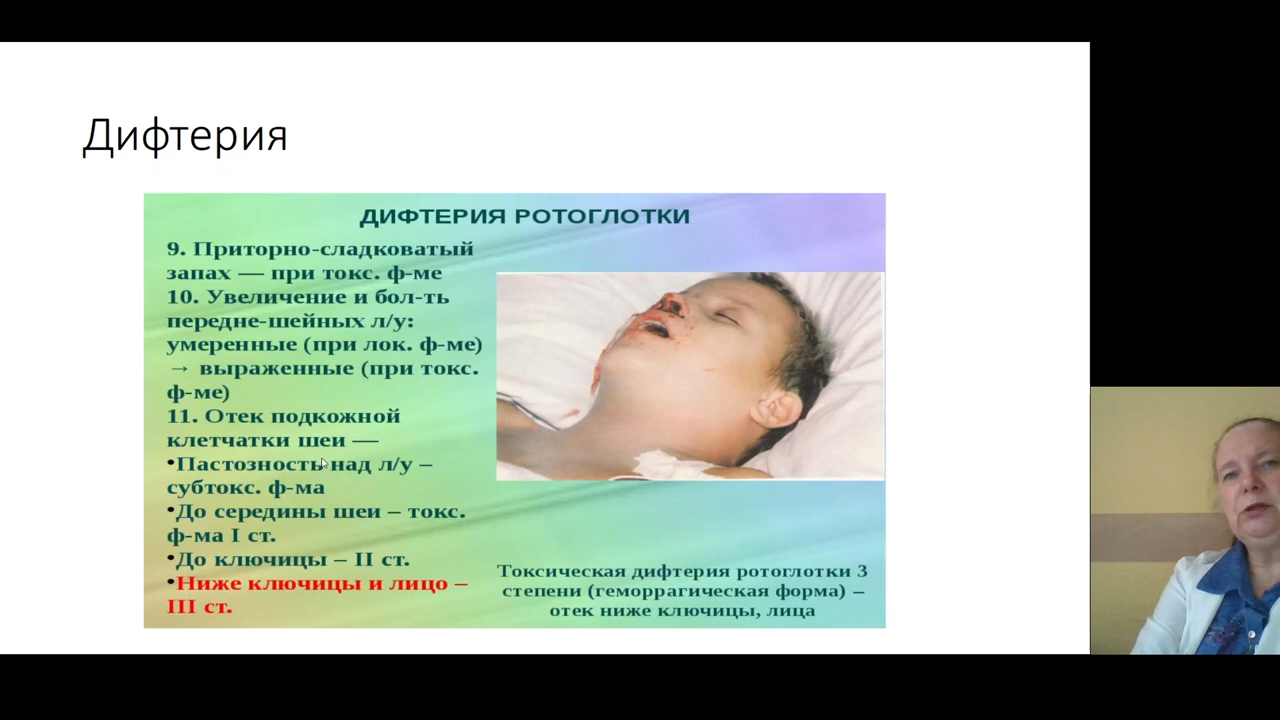 Дифтерия
ДИФТЕРИЯ РОТОГЛОТКИ
9. Приторно-сладковатый
запах — при токс. ф-ме
10. Увеличение и бол-ть
передне-шейных л/у:
умеренные (при лок. ф-ме)
→ выраженные (при токс.
ф-ме)
11. Отек подкожной
клетчатки шеи —
•Пастозность над л/у –
субтокс. ф-ма
•До середины шеи – токс.
ф-ма I ст.
•До ключицы – II ст.
•Ниже ключицы и лицо –
III ст.
Токсическая дифтерия ротоглотки 3
степени (геморрагическая форма) –
отек ниже ключицы, лица